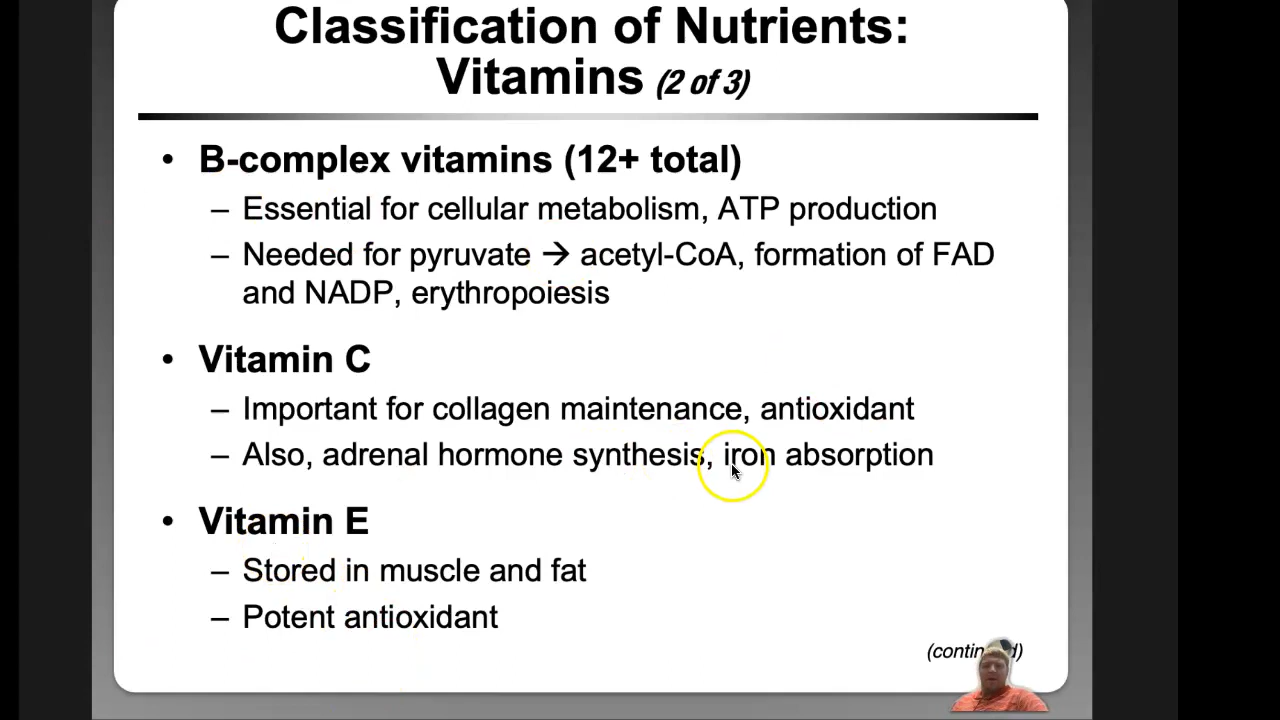 Classification of Nutrients:
Vitamins (2 of 3)
• B-complex vitamins (12+ total)
– Essential for cellular metabolism, ATP production
– Needed for pyruvate → acetyl-CoA, formation of FAD
and NADP, erythropoiesis
• Vitamin C
– Important for collagen maintenance, antioxidant
– Also, adrenal hormone synthesis, iron absorption
• Vitamin E
– Stored in muscle and fat
– Potent antioxidant